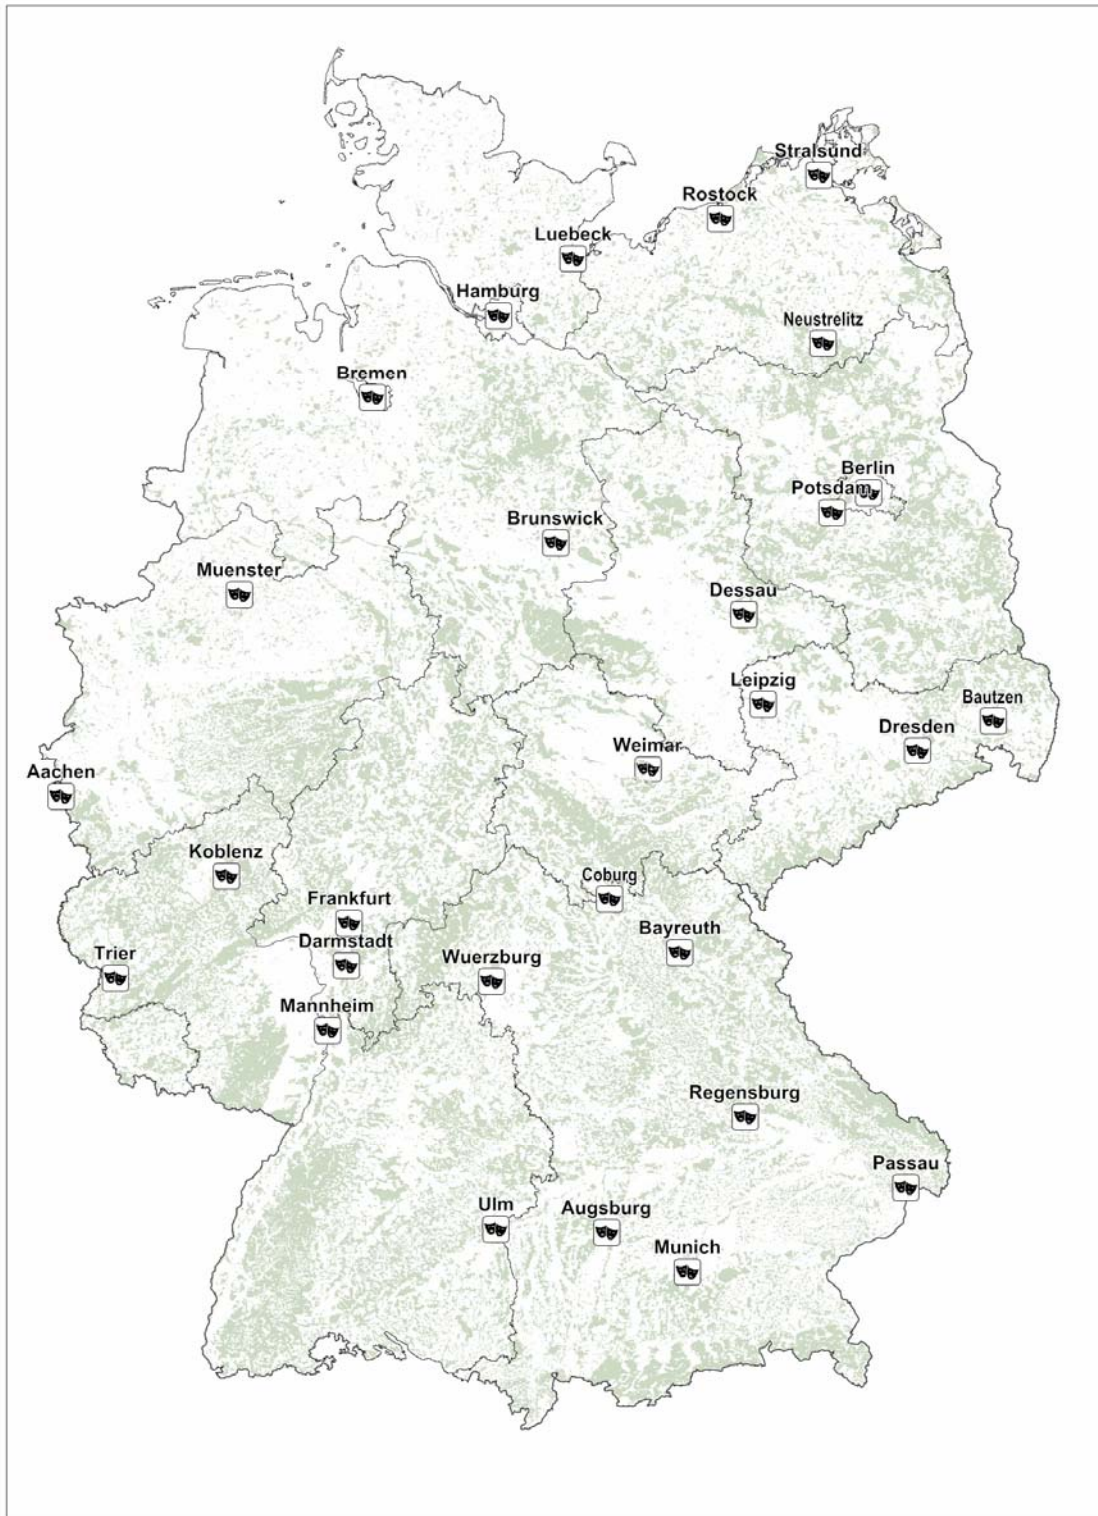 Stralsund
Rostock
Luebeck
Hamburg
Neustrelitz
Bremen
Berlin
Potsdam
Brunswick
Muenster
Dessau
Leipzig
Bautzen
Dresden
Weimar
Aachen
Koblenz
Coburg
Frankfurt
Bayreuth
Darmstadt
Trier
Wuerzburg
Mannheim
Regensburg
Passau
Ulm
Augsburg
Munich